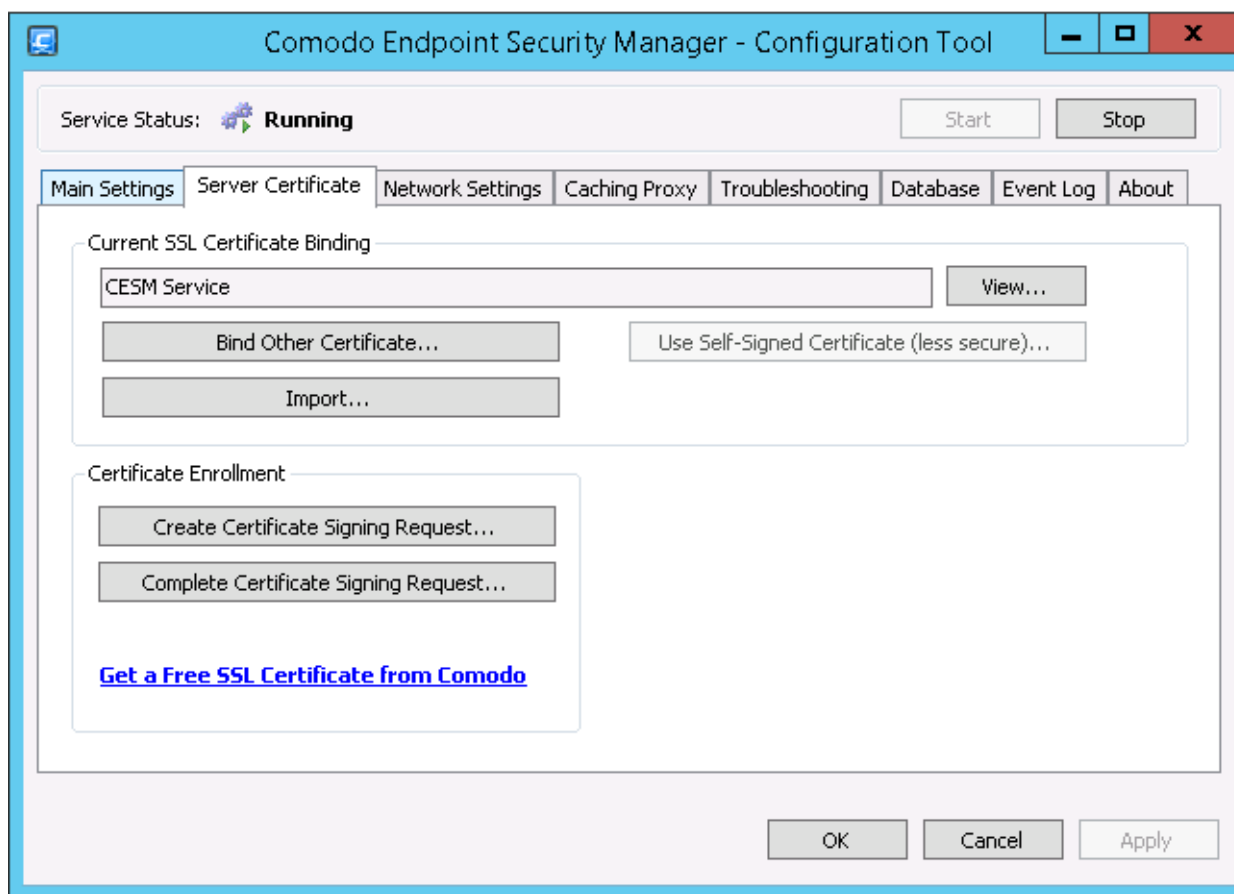 Comodo Endpoint Security Manager - Configuration Tool
Service Status: Running Start Stop
Main Settings Server Certificate Network Settings Caching Proxy Troubleshooting Database Event Log About
Current SSL Certificate Binding
CESM Service View...
Bind Other Certificate... Use Self-Signed Certificate (less secure)...
Import...
Certificate Enrollment
Create Certificate Signing Request...
Complete Certificate Signing Request...
Get a Free SSL Certificate from Comodo
OK Cancel Apply